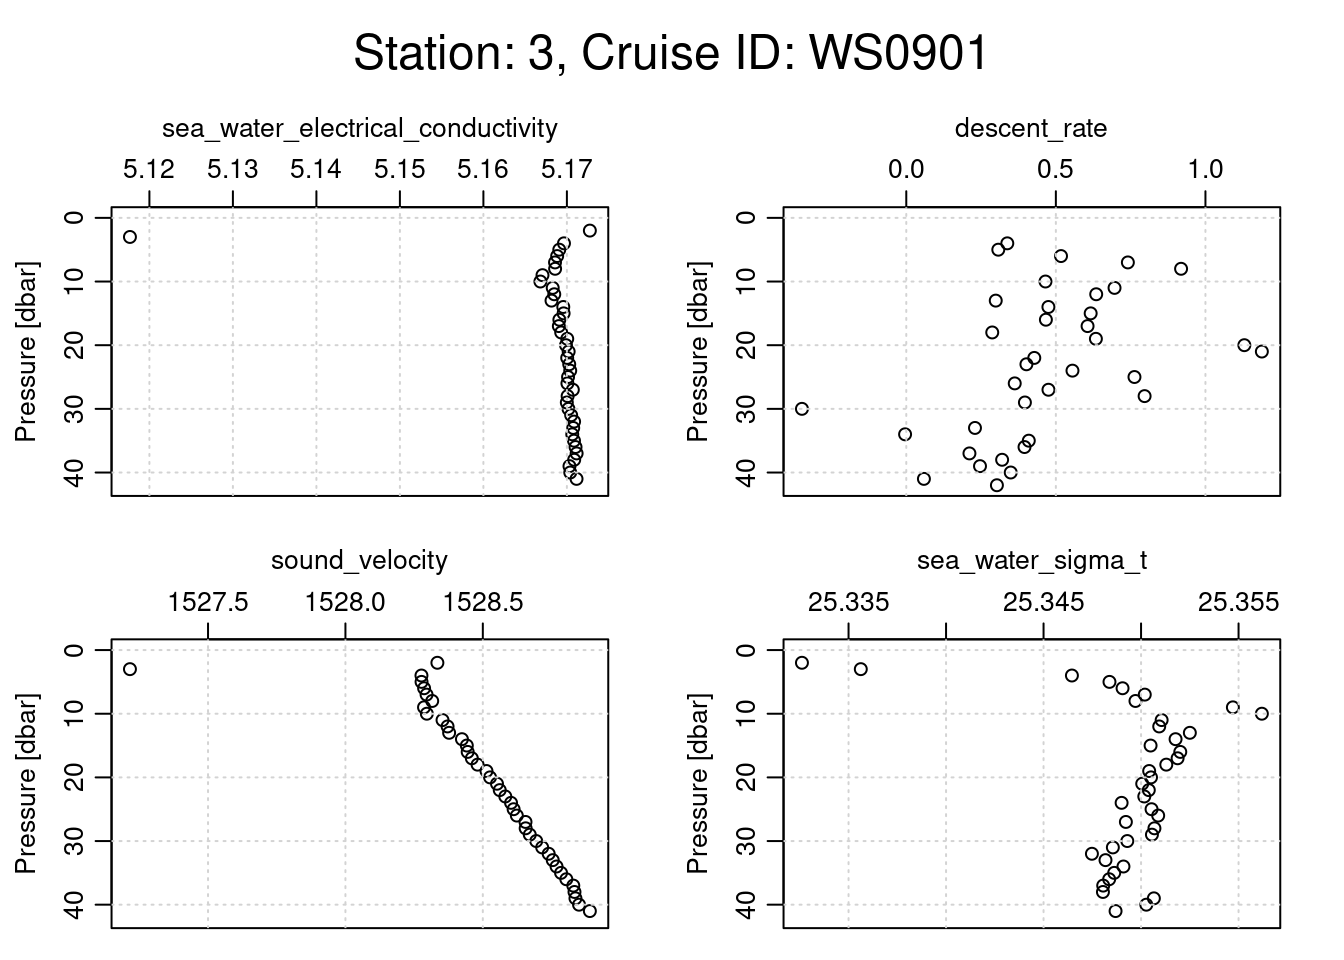 Station: 3, Cruise ID: WS0901
sea_water_electrical_conductivity
5.12 5.13 5.14 5.15 5.16 5.17
Pressure [dbar]
0
10
20
30
40
descent_rate
0.0 0.5 1.0
Pressure [dbar]
0
10
20
30
40
sound_velocity
1527.5 1528.0 1528.5
Pressure [dbar]
0
10
20
30
40
sea_water_sigma_t
25.335 25.345 25.355
Pressure [dbar]
0
10
20
30
40